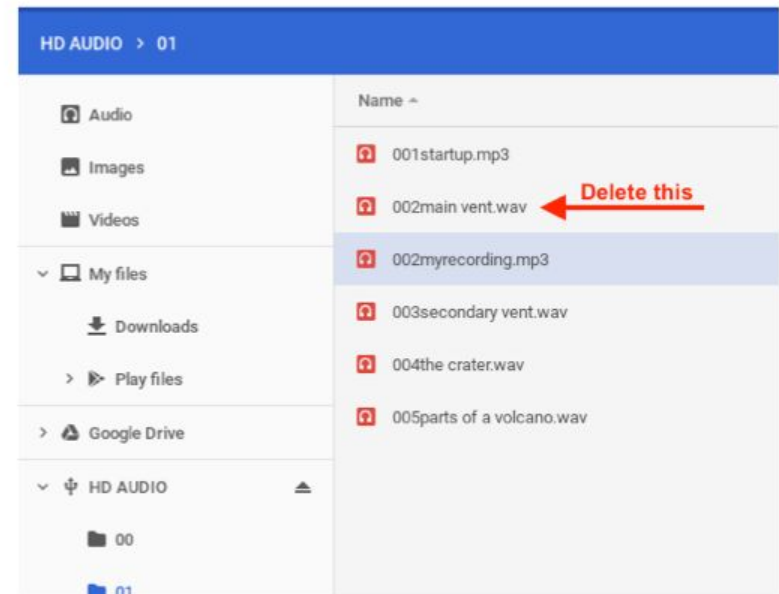 HD AUDIO > 01
Audio
Images
Videos
My files
Downloads
Play files
Google Drive
HD AUDIO
00
01
Name
001startup.mp3
002main vent.wav
Delete this
002myrecording.mp3
003secondary vent.wav
004the crater.wav
005parts of a volcano.wav